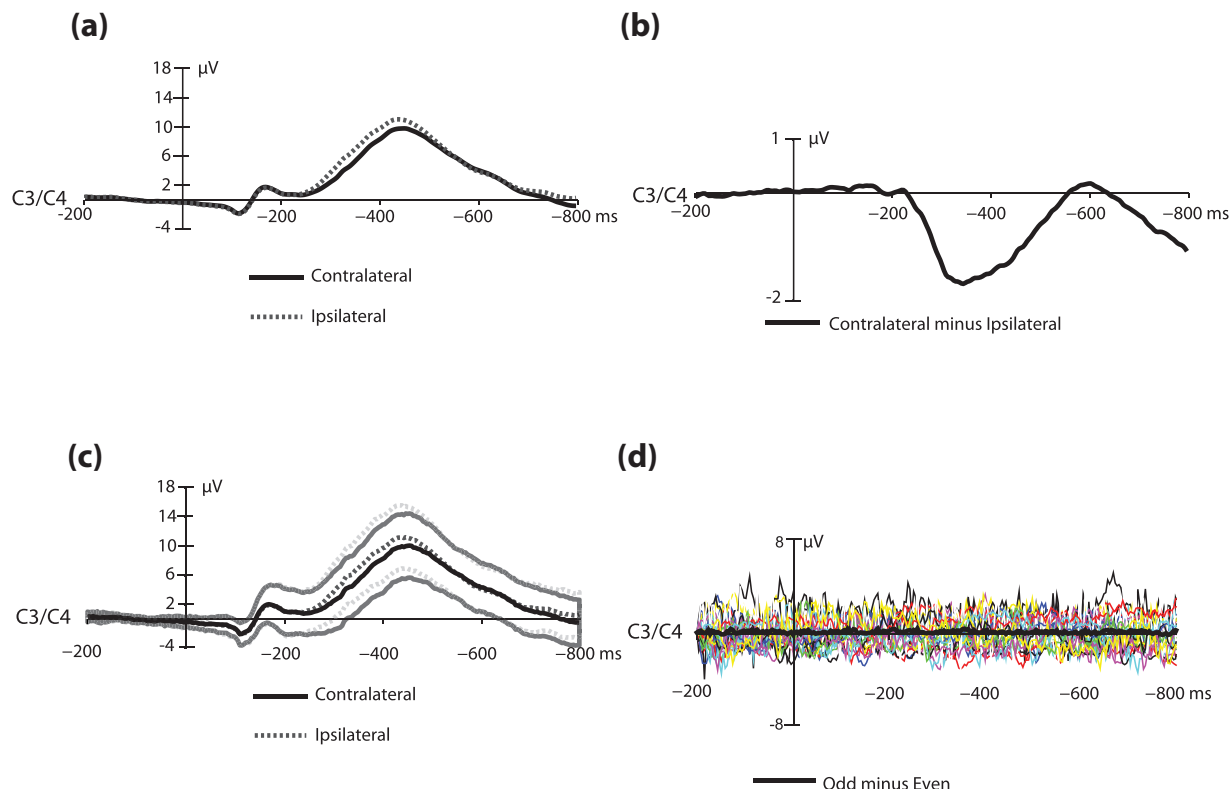 (a)
μV
18
14
10
6
2
-4
C3/C4
−200
−200
−400
−600
−800 ms
Contralateral
Ipsilateral
(b)
1
μV
C3/C4
−200
−200
−400
−600
−800 ms
-2
Contralateral minus Ipsilateral
(c)
18
μV
14
10
6
2
-4
C3/C4
−200
−200
−400
−600
−800 ms
Contralateral
Ipsilateral
(d)
8
μV
C3/C4
−200
−200
−400
−600
−800 ms
-8
Odd minus Even